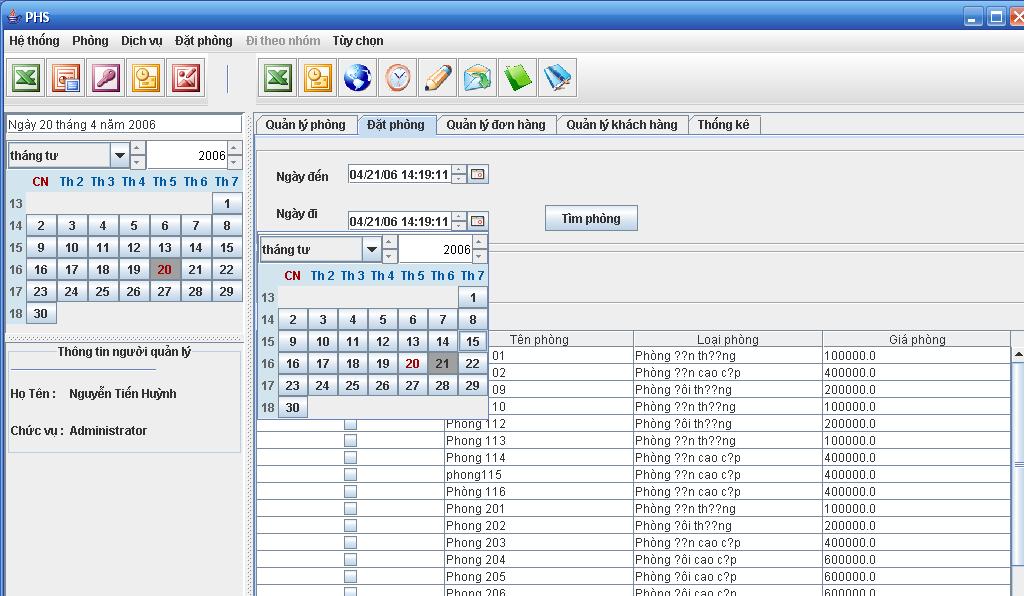 PHS
Hệ thống Phòng Dịch vụ Đặt phòng Đi theo nhóm Tùy chọn
Ngày 20 tháng 4 năm 2006
tháng tư 2006
CN Th 2 Th 3 Th 4 Th 5 Th 6 Th 7
13 1
14 2 3 4 5 6 7 8
15 9 10 11 12 13 14 15
16 16 17 18 19 20 21 22
17 23 24 25 26 27 28 29
18 30
Thông tin người quản lý
Họ Tên : Nguyễn Tiến Huỳnh
Chức vụ : Administrator
Quản lý phòng Đặt phòng Quản lý đơn hàng Quản lý khách hàng Thống kê
Ngày đến 04/21/06 14:19:11
Ngày đi 04/21/06 14:19:11 Tìm phòng
tháng tư 2006
CN Th 2 Th 3 Th 4 Th 5 Th 6 Th 7
13 1
14 2 3 4 5 6 7 8
15 9 10 11 12 13 14 15
16 16 17 18 19 20 21 22
17 23 24 25 26 27 28 29
18 30
Tên phòng Loại phòng Giá phòng
01 Phòng ??n th??ng 100000.0
02 Phòng ??n cao c?p 400000.0
09 Phòng ?ôi th??ng 200000.0
10 Phòng ??n th??ng 100000.0
Phong 112 Phòng ?ôi th??ng 200000.0
Phong 113 Phòng ??n th??ng 100000.0
Phong 114 Phòng ??n cao c?p 400000.0
phong115 Phòng ??n cao c?p 400000.0
Phòng 116 Phòng ??n cao c?p 400000.0
Phong 201 Phòng ??n th??ng 100000.0
Phong 202 Phòng ?ôi th??ng 200000.0
Phong 203 Phòng ??n cao c?p 400000.0
Phong 204 Phòng ?ôi cao c?p 600000.0
Phong 205 Phòng ?ôi cao c?p 600000.0
Phong 206 Phòng ?ôi cao c?p 600000.0